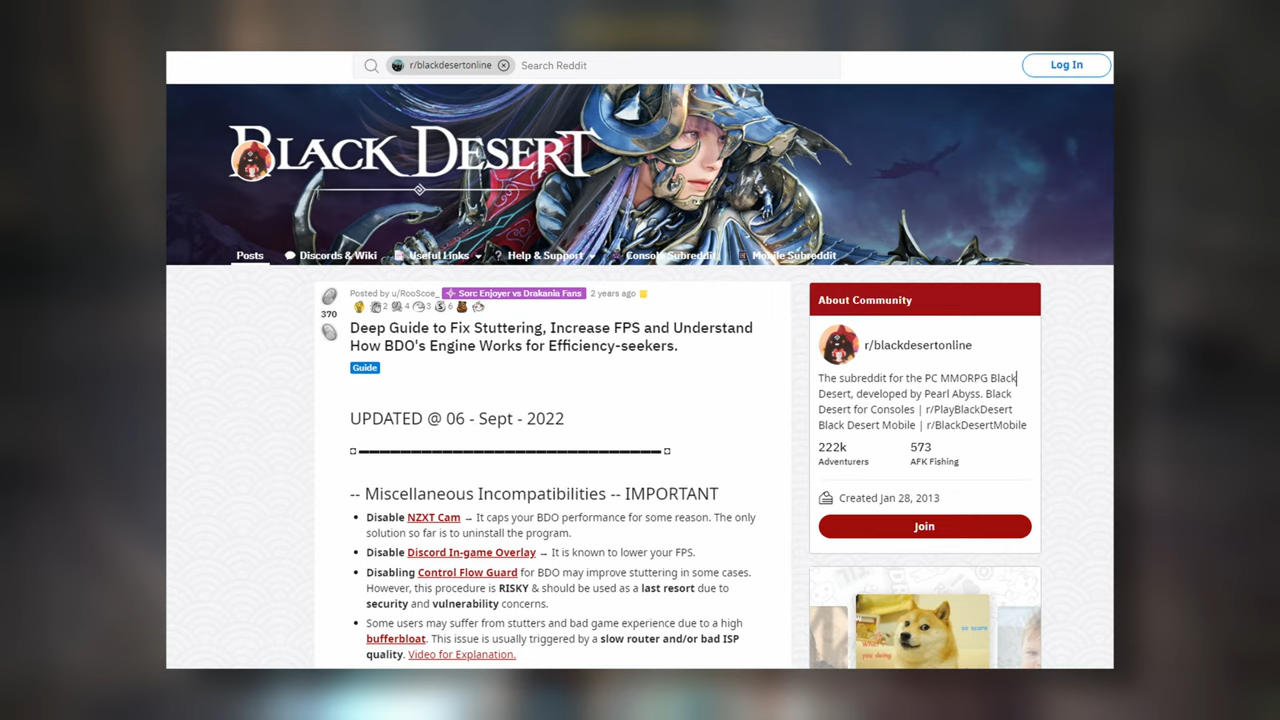 r/blackdesertonline Search Reddit Log In
BLACK DESERT
Posts Discords & Wiki Useful Links Help & Support Console Subreddit Mobile Subreddit
Posted by u/RooScoe_ Sorc Enjoyer vs Drakania Fans 2 years ago
2 4 3 6
370
Deep Guide to Fix Stuttering, Increase FPS and Understand
How BDO's Engine Works for Efficiency-seekers.
Guide
UPDATED @ 06 - Sept - 2022
-- Miscellaneous Incompatibilities -- IMPORTANT
• Disable NZXT Cam → It caps your BDO performance for some reason. The only
solution so far is to uninstall the program.
• Disable Discord In-game Overlay → It is known to lower your FPS.
• Disabling Control Flow Guard for BDO may improve stuttering in some cases.
However, this procedure is RISKY & should be used as a last resort due to
security and vulnerability concerns.
• Some users may suffer from stutters and bad game experience due to a high
bufferbloat. This issue is usually triggered by a slow router and/or bad ISP
quality. Video for Explanation.
About Community
r/blackdesertonline
The subreddit for the PC MMORPG Black
Desert, developed by Pearl Abyss. Black
Desert for Consoles | r/PlayBlackDesert
Black Desert Mobile | r/BlackDesertMobile
222k 573
Adventurers AFK Fishing
Created Jan 28, 2013
Join
so scare
you doing